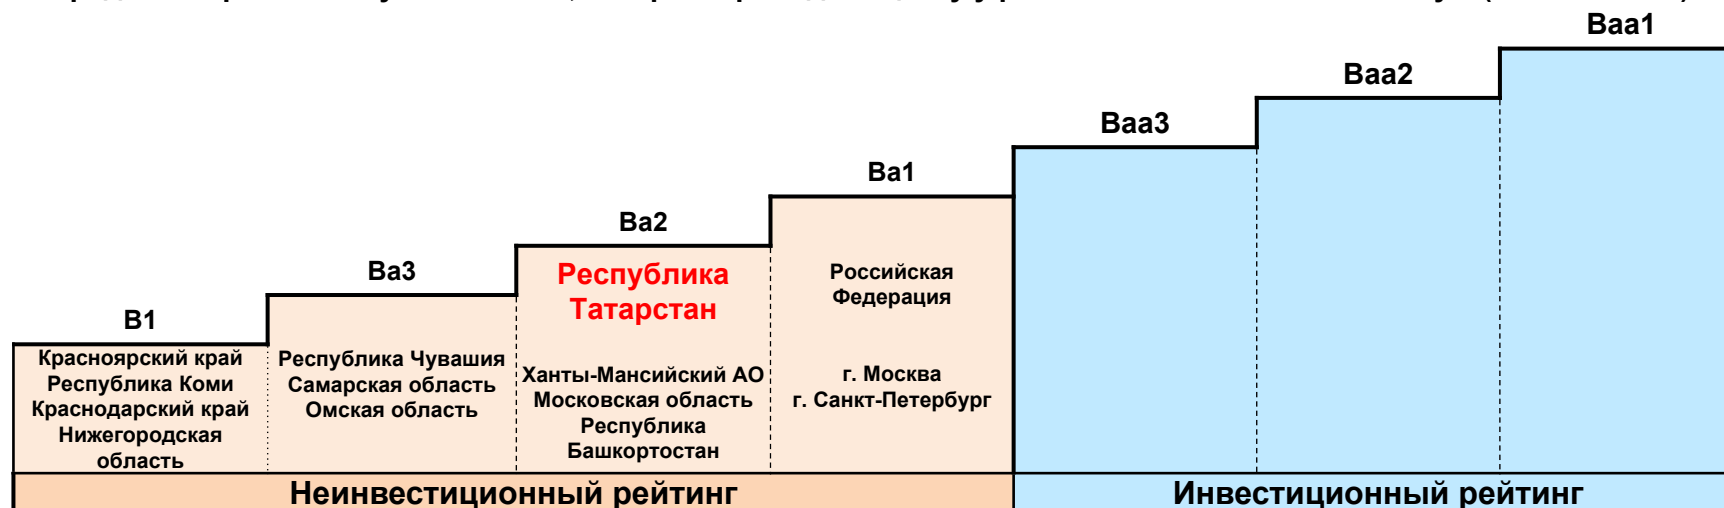 Baa1
Baa2
Baa3
Ba1
Ba2
Ba3
B1
Республика
Татарстан
Российская
Федерация
Красноярский край
Республика Коми
Краснодарский край
Нижегородская
область
Республика Чувашия
Самарская область
Омская область
Ханты-Мансийский АО
Московская область
Республика
Башкортостан
г. Москва
г. Санкт-Петербург
Неинвестиционный рейтинг
Инвестиционный рейтинг